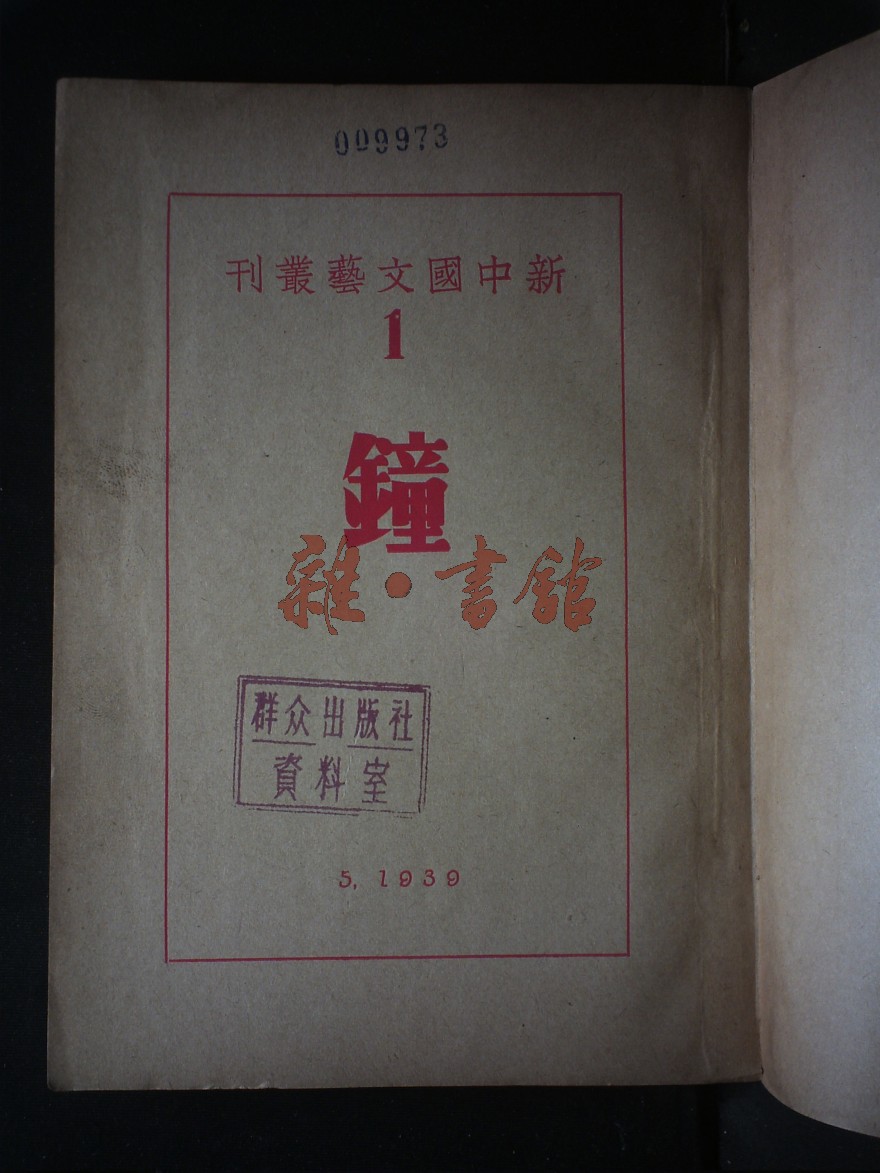 009973
新中國文藝叢刊
1
鐘
雜·書館
群众出版社
資料室
5, 1939